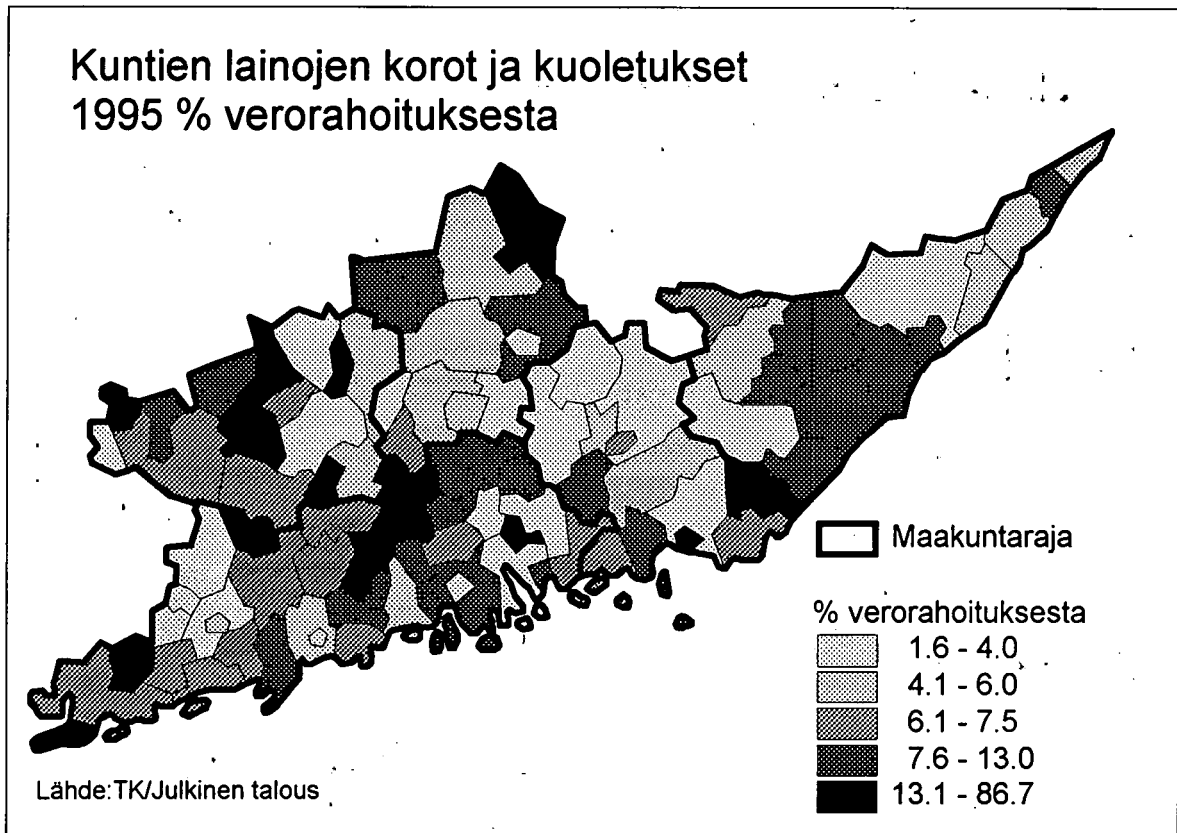 Kuntien lainojen korot ja kuoletukset
1995 % verorahoituksesta
Maakuntaraja
% verorahoituksesta
1.6 - 4.0
4.1 - 6.0
6.1 - 7.5
7.6 - 13.0
13.1 - 86.7
Lähde:TK/Julkinen talous